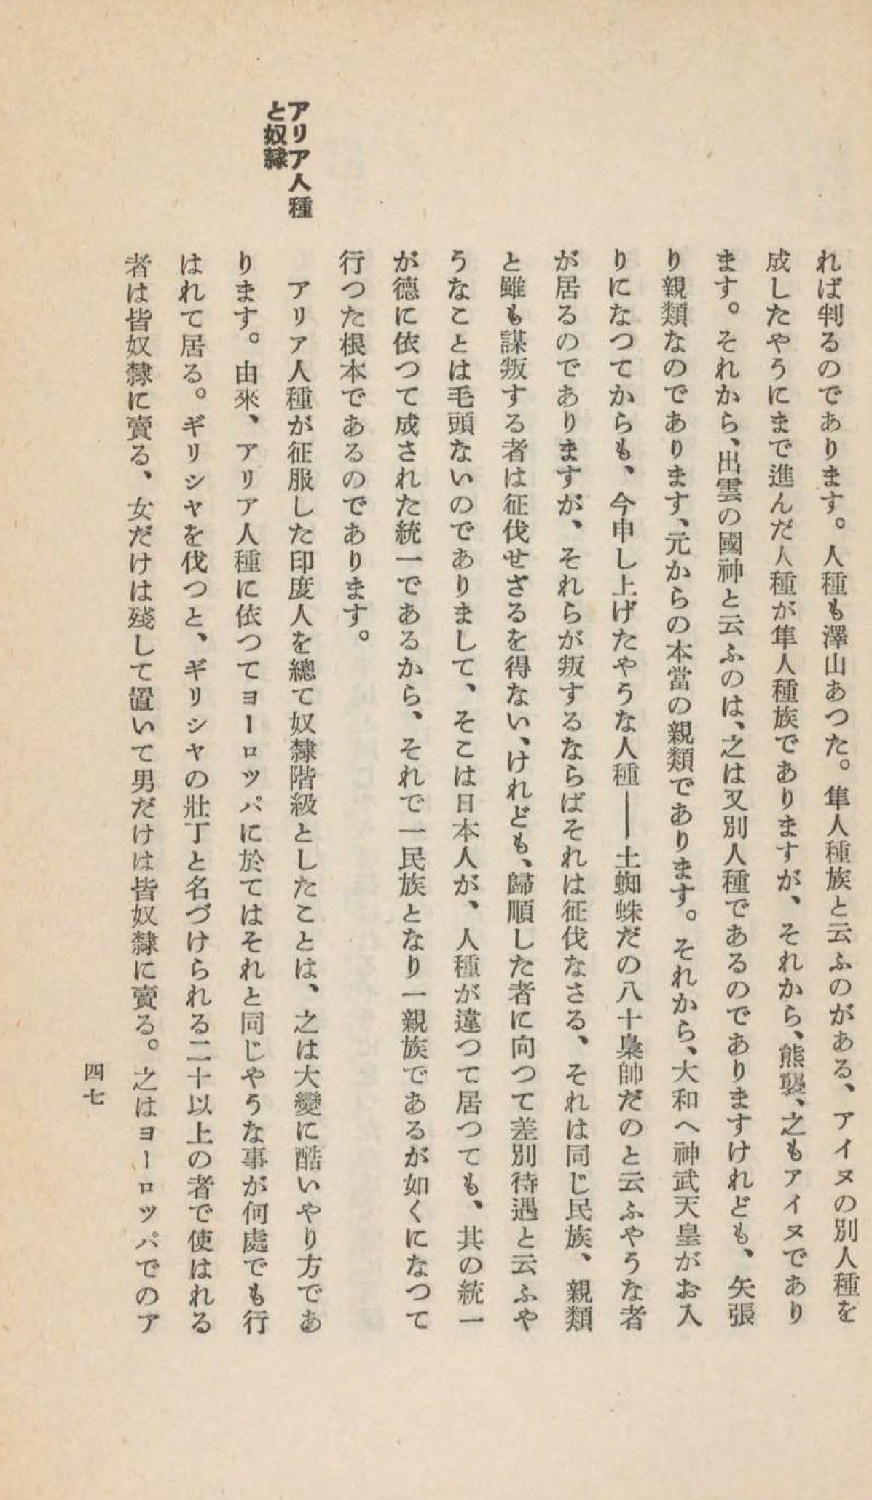 れば判るのであります。人種も澤山あつた。隼人種族と云ふのがある、アイヌの別人種を
成したやうにまで進んだ人種が隼人種族でありますが、それから、熊襲、之もアイヌであり
ます。それから、出雲の國神と云ふのは、之は又別人種であるのでありますけれども、矢張
り親類なのであります、元からの本當の親類であります。それから、大和へ神武天皇がお入
りになつてからも、今申し上げたやうな人種――土蜘蛛だの八十梟帥だのと云ふやうな者
が居るのでありますが、それらが叛するならばそれは征伐なさる、それは同じ民族、親類
と雖も謀叛する者は征伐せざるを得ない、けれども、歸順した者に向つて差別待遇と云ふや
うなことは毛頭ないのでありまして、そこは日本人が、人種が違つて居つても、其の統一
が德に依つて成された統一であるから、それで一民族となり一親族であるが如くになつて
行つた根本であるのであります。
アリア人種
と奴隸
アリア人種が征服した印度人を總て奴隸階級としたことは、之は大變に酷いやり方であ
ります。由來、アリア人種に依つてヨーロッパに於てはそれと同じやうな事が何處でも行
はれて居る。ギリシヤを伐つと、ギリシヤの壯丁と名づけられる二十以上の者で使はれる
者は皆奴隸に賣る、女だけは殘して置いて男だけは皆奴隸に賣る。之はヨーロッパでのア
四七